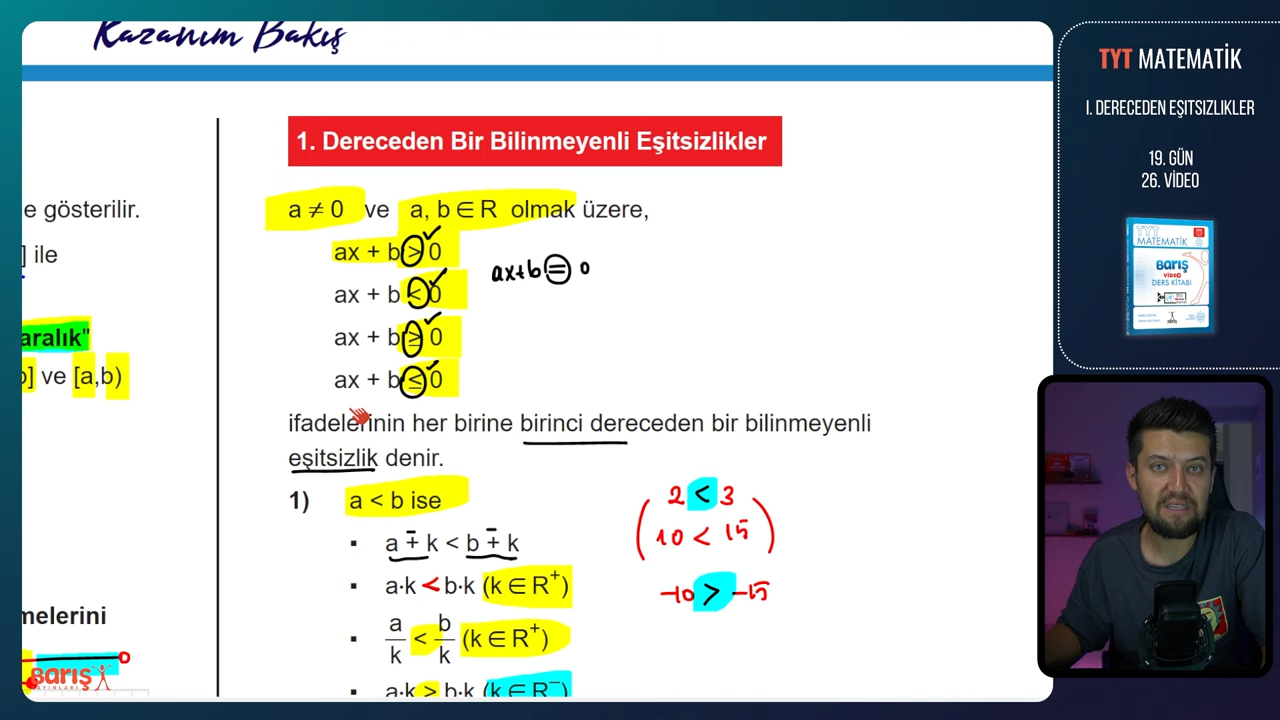 Kazanım Bakış
e gösterilir.
] ile
aralık"
b] ve [a,b)
melerini
BARIŞ
YAYINLARI
1. Dereceden Bir Bilinmeyenli Eşitsizlikler
a ≠ 0 ve a, b ∈ R olmak üzere,
ax + b > 0
ax + b < 0
ax + b ≥ 0
ax + b ≤ 0
ax+b = 0
ifadelerinin her birine birinci dereceden bir bilinmeyenli
eşitsizlik denir.
1) a < b ise
▪ a ∓ k < b ∓ k
▪ a·k < b·k (k ∈ R⁺)
▪ a/k < b/k (k ∈ R⁺)
▪ a·k > b·k (k ∈ R⁻)
2 < 3
10 < 15
-10 > -15
TYT MATEMATİK
I. DERECEDEN EŞİTSİZLİKLER
19. GÜN
26. VİDEO
TYT
MATEMATİK
BARIŞ
VİDEO
DERS KİTABI